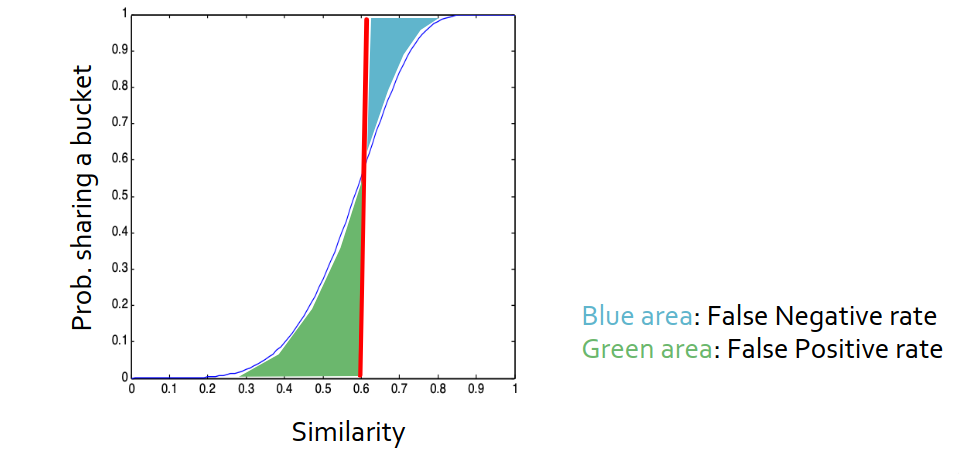 1
0.9
0.8
0.7
0.6
0.5
0.4
0.3
0.2
0.1
0
0 0.1 0.2 0.3 0.4 0.5 0.6 0.7 0.8 0.9 1
Prob. sharing a bucket
Similarity
Blue area: False Negative rate
Green area: False Positive rate